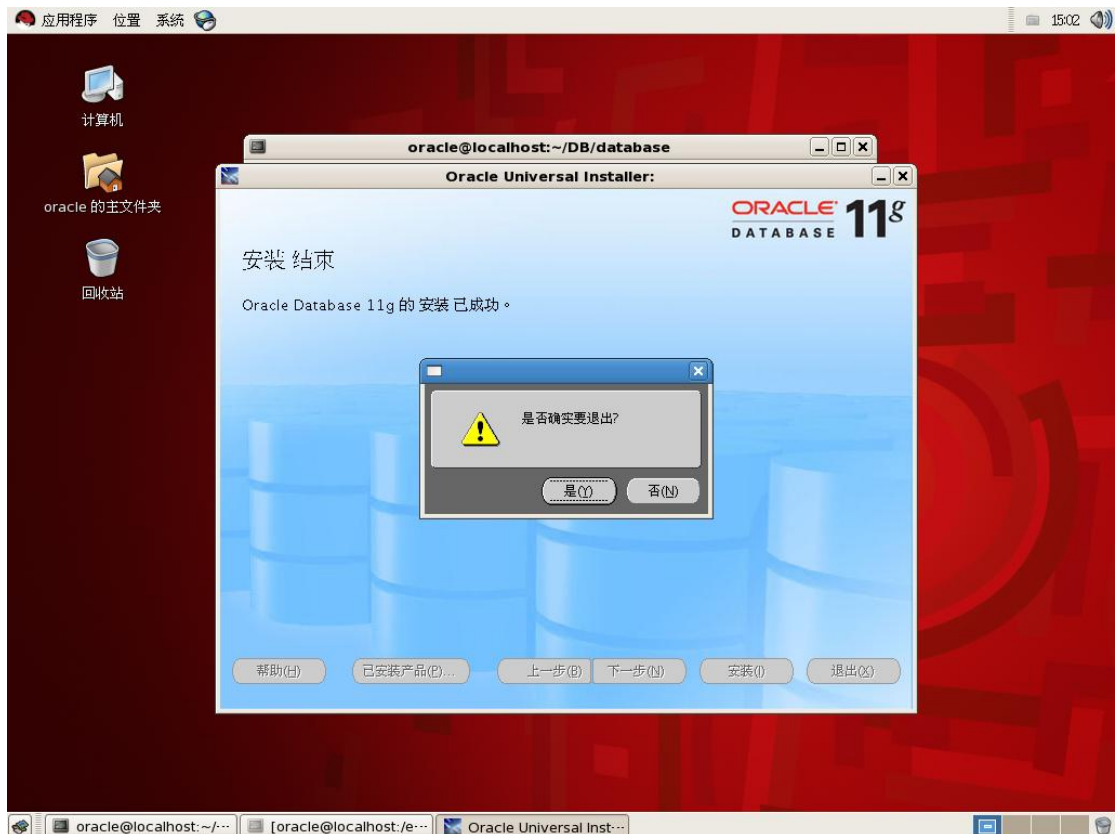 应用程序 位置 系统
15:02
计算机
oracle 的主文件夹
回收站
oracle@localhost:~/DB/database
Oracle Universal Installer:
ORACLE 11g
DATABASE
安装 结束
Oracle Database 11g 的 安装 已成功。
是否确实要退出?
是(Y) 否(N)
帮助(H) 已安装产品(P)... 上一步(B) 下一步(N) 安装(I) 退出(X)
oracle@localhost:~/··· [oracle@localhost:/e··· Oracle Universal Inst···